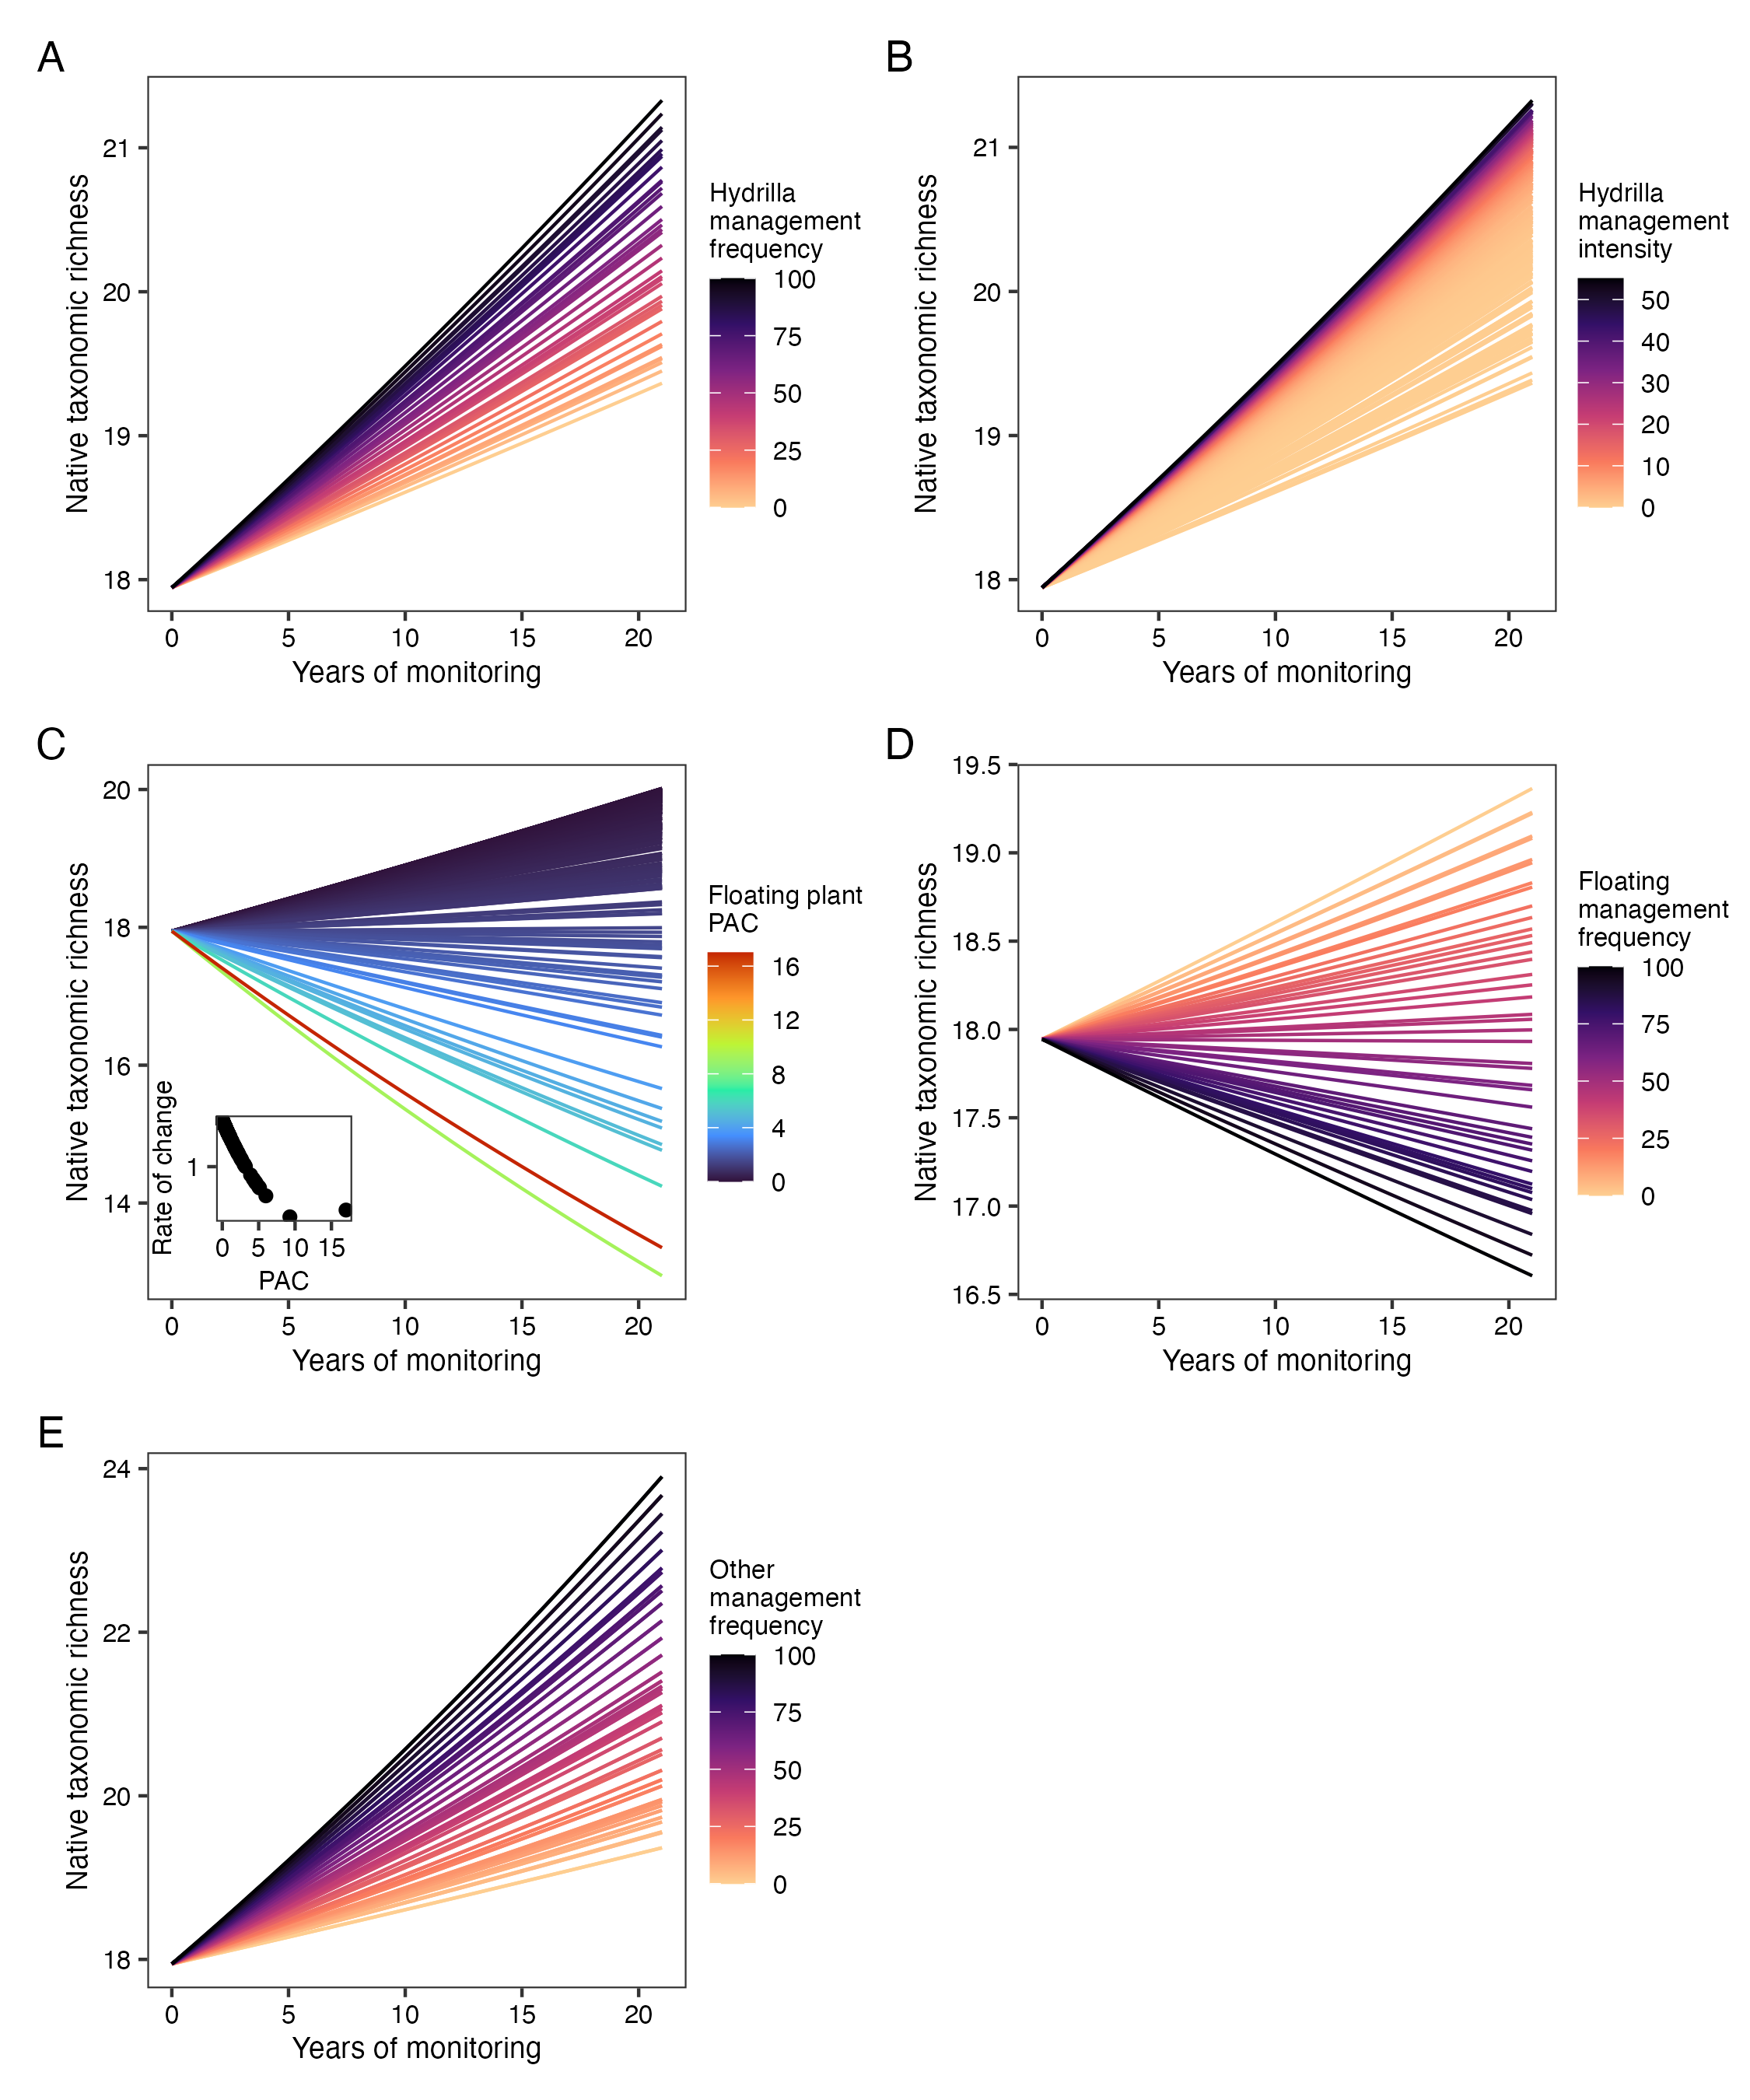 A
Native taxonomic richness
21
20
19
18
0 5 10 15 20
Years of monitoring
Hydrilla
management
frequency
100
75
50
25
0
B
Native taxonomic richness
21
20
19
18
0 5 10 15 20
Years of monitoring
Hydrilla
management
intensity
50
40
30
20
10
0
C
Native taxonomic richness
20
18
16
14
0 5 10 15 20
Years of monitoring
Rate of change
1
0 5 10 15
PAC
Floating plant
PAC
16
12
8
4
0
D
Native taxonomic richness
19.5
19.0
18.5
18.0
17.5
17.0
16.5
0 5 10 15 20
Years of monitoring
Floating
management
frequency
100
75
50
25
0
E
Native taxonomic richness
24
22
20
18
0 5 10 15 20
Years of monitoring
Other
management
frequency
100
75
50
25
0